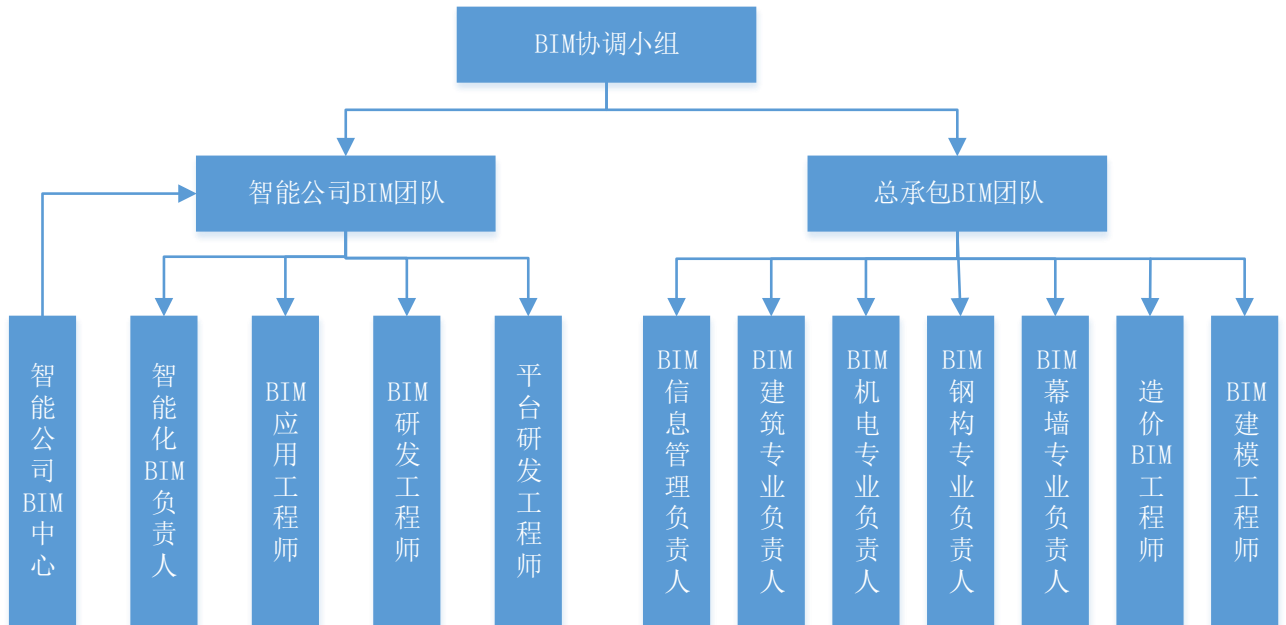 BIM协调小组
智能公司BIM团队
总承包BIM团队
智能公司BIM中心
智能化BIM负责人
BIM应用工程师
BIM研发工程师
平台研发工程师
BIM信息管理负责人
BIM建筑专业负责人
BIM机电专业负责人
BIM钢构专业负责人
BIM幕墙专业负责人
造价BIM工程师
BIM建模工程师